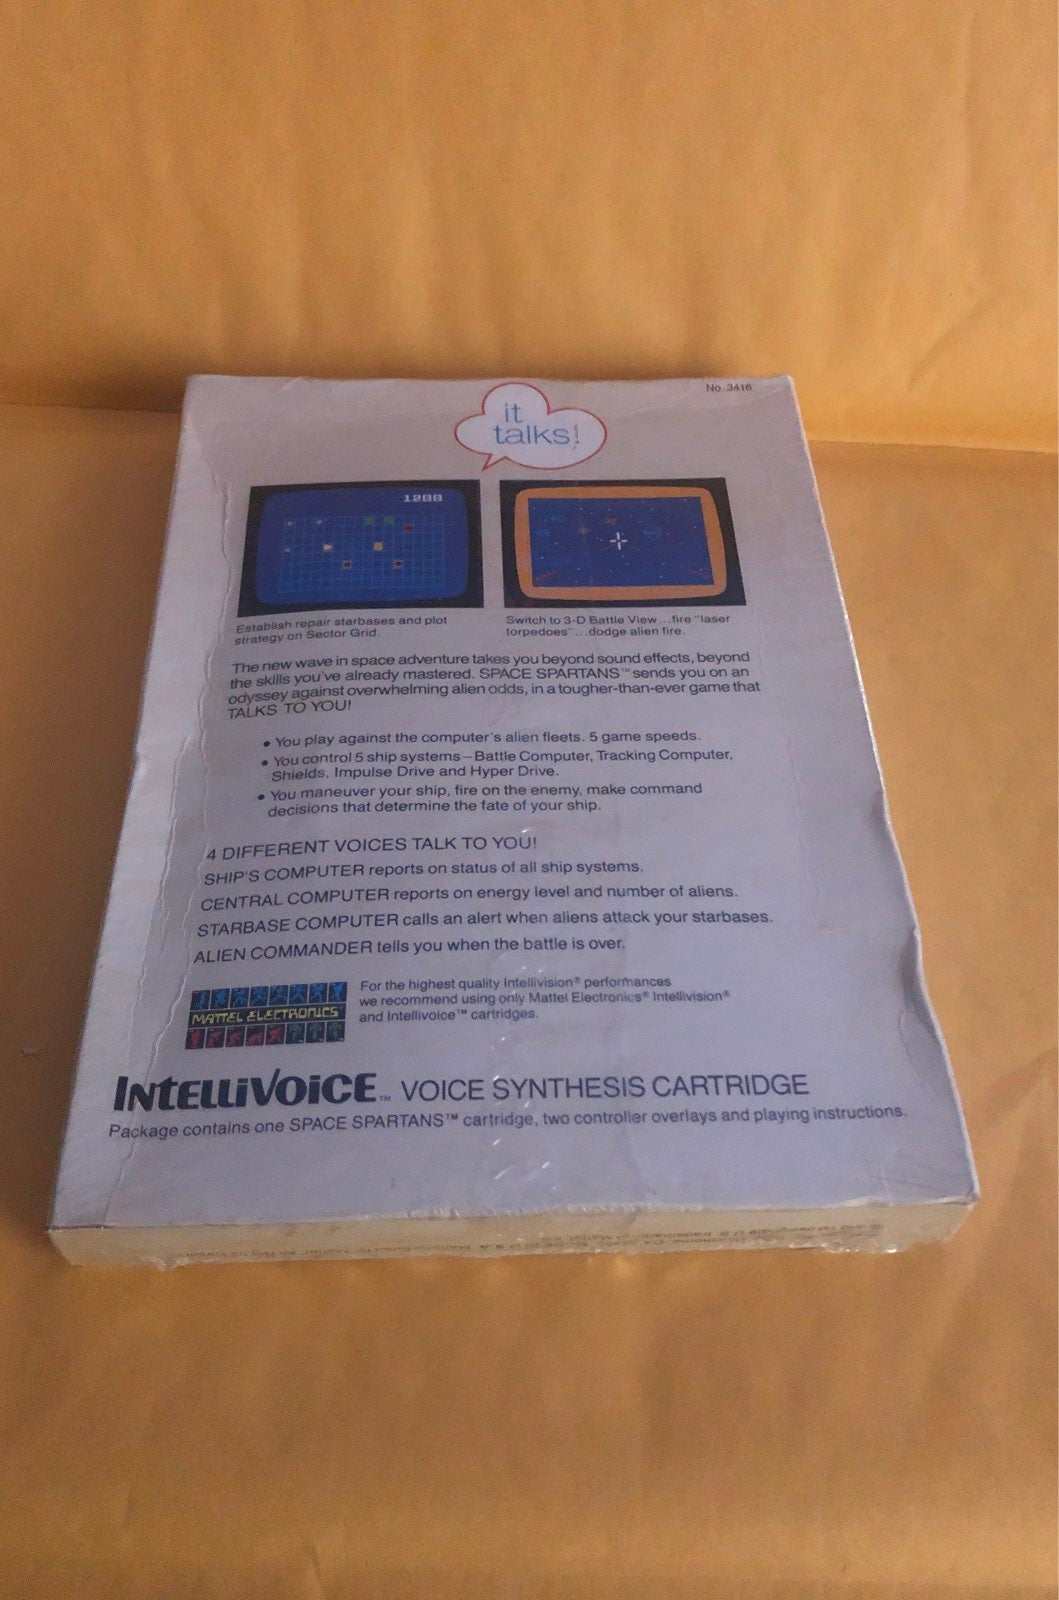 No. 3416
it
talks!
1288
Establish repair starbases and plot
strategy on Sector Grid.
Switch to 3-D Battle View...fire "laser
torpedoes"...dodge alien fire.
The new wave in space adventure takes you beyond sound effects, beyond
the skills you've already mastered. SPACE SPARTANS™ sends you on an
odyssey against overwhelming alien odds, in a tougher-than-ever game that
TALKS TO YOU!
• You play against the computer's alien fleets. 5 game speeds.
• You control 5 ship systems – Battle Computer, Tracking Computer,
Shields, Impulse Drive and Hyper Drive.
• You maneuver your ship, fire on the enemy, make command
decisions that determine the fate of your ship.
4 DIFFERENT VOICES TALK TO YOU!
SHIP'S COMPUTER reports on status of all ship systems.
CENTRAL COMPUTER reports on energy level and number of aliens.
STARBASE COMPUTER calls an alert when aliens attack your starbases.
ALIEN COMMANDER tells you when the battle is over.
MATTEL ELECTRONICS®
For the highest quality Intellivision® performances
we recommend using only Mattel Electronics® Intellivision®
and Intellivoice™ cartridges.
INTELLIVOICE™ VOICE SYNTHESIS CARTRIDGE
Package contains one SPACE SPARTANS™ cartridge, two controller overlays and playing instructions.